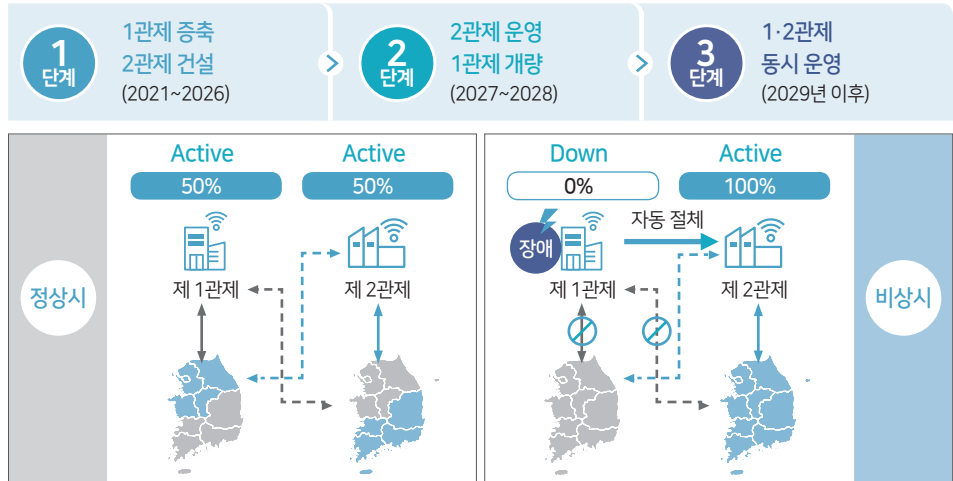 1
단계
1관제 증축
2관제 건설
(2021~2026)
2
단계
2관제 운영
1관제 개량
(2027~2028)
3
단계
1·2관제
동시 운영
(2029년 이후)
정상시
Active
50%
제 1관제
Active
50%
제 2관제
Down
0%
장애
제 1관제
자동 절체
Active
100%
제 2관제
비상시